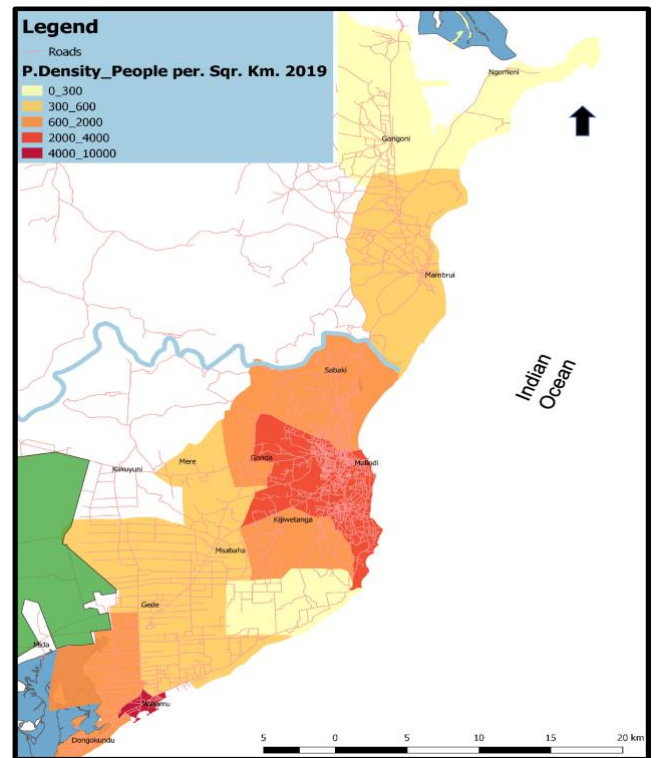 Legend
Roads
P.Density_People per. Sqr. Km. 2019
0_300
300_600
600_2000
2000_4000
4000_10000
Ngomeni
Gongoni
Mambrui
Indian
Ocean
Sabaki
Mere
Ganda
Malindi
Kakuyuni
Kijiwetanga
Msabaha
Gede
Mida
Watamu
Dongokundu
5 0 5 10 15 20 km